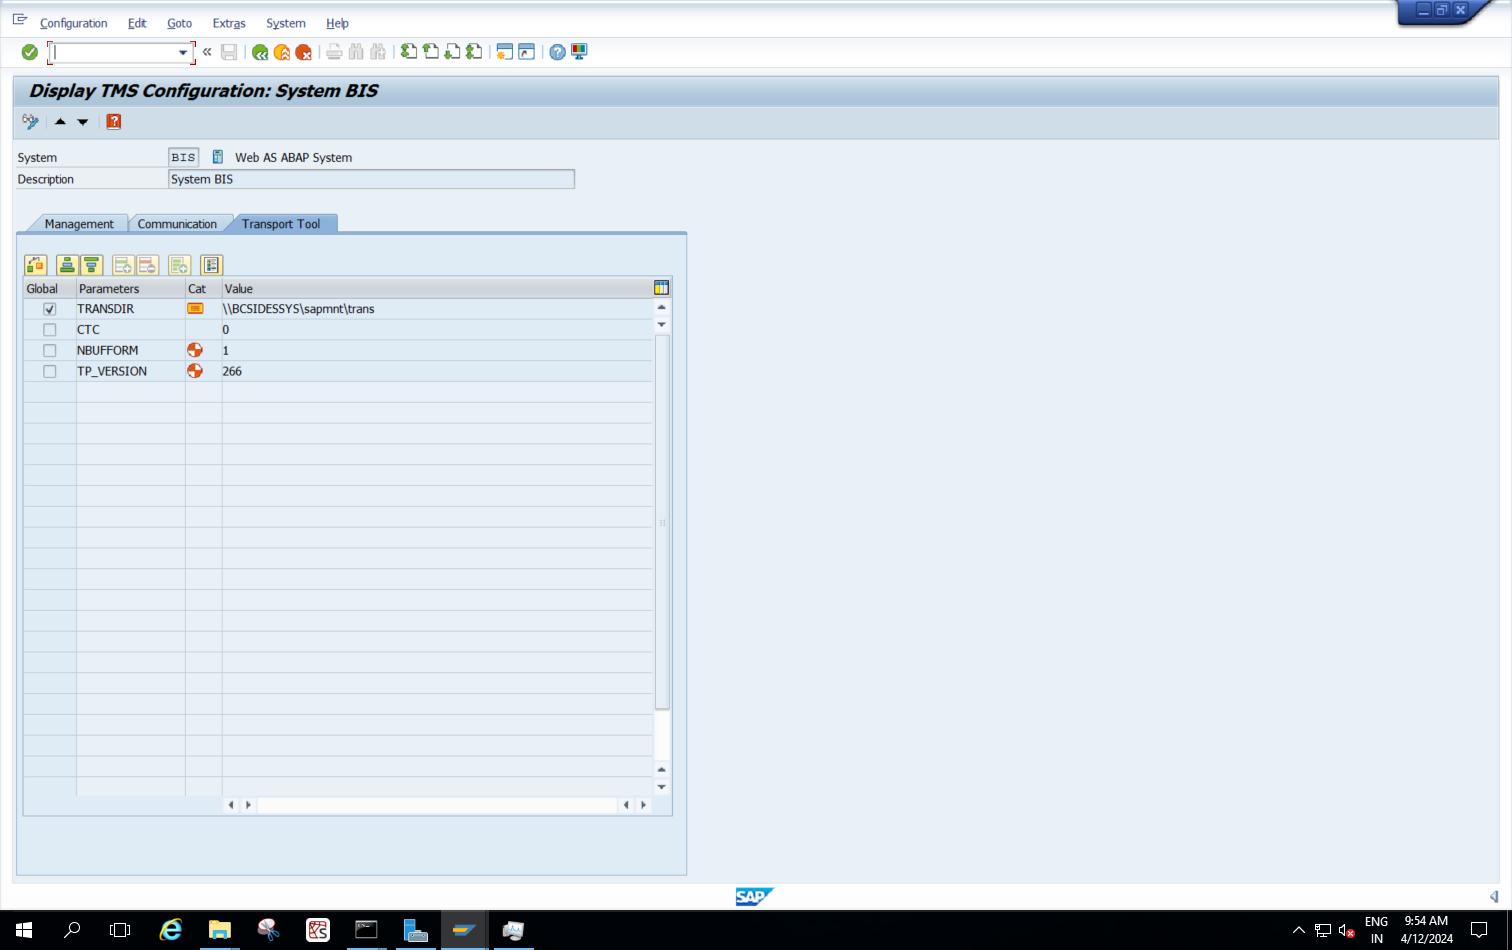 Configuration Edit Goto Extras System Help
Display TMS Configuration: System BIS
System BIS Web AS ABAP System
Description System BIS
Management Communication Transport Tool
Global Parameters Cat Value
TRANSDIR \\BCSIDESSYS\sapmnt\trans
CTC 0
NBUFFORM 1
TP_VERSION 266
SAP
ENG 9:54 AM
IN 4/12/2024